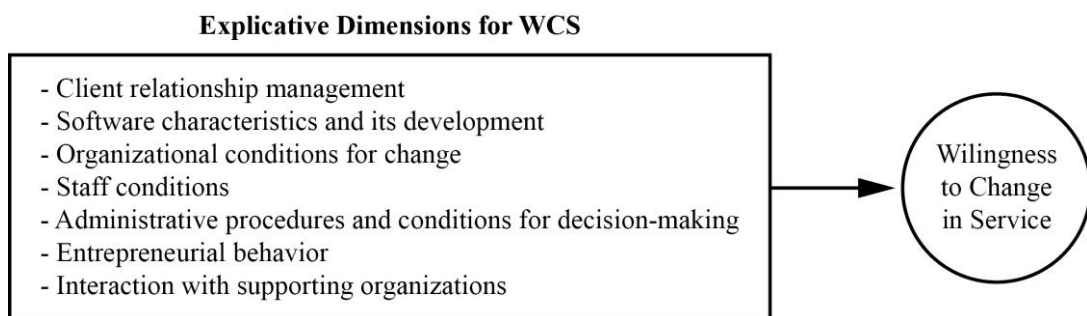 Explicative Dimensions for WCS
- Client relationship management
- Software characteristics and its development
- Organizational conditions for change
- Staff conditions
- Administrative procedures and conditions for decision-making
- Entrepreneurial behavior
- Interaction with supporting organizations
Wilingness
to Change
in Service